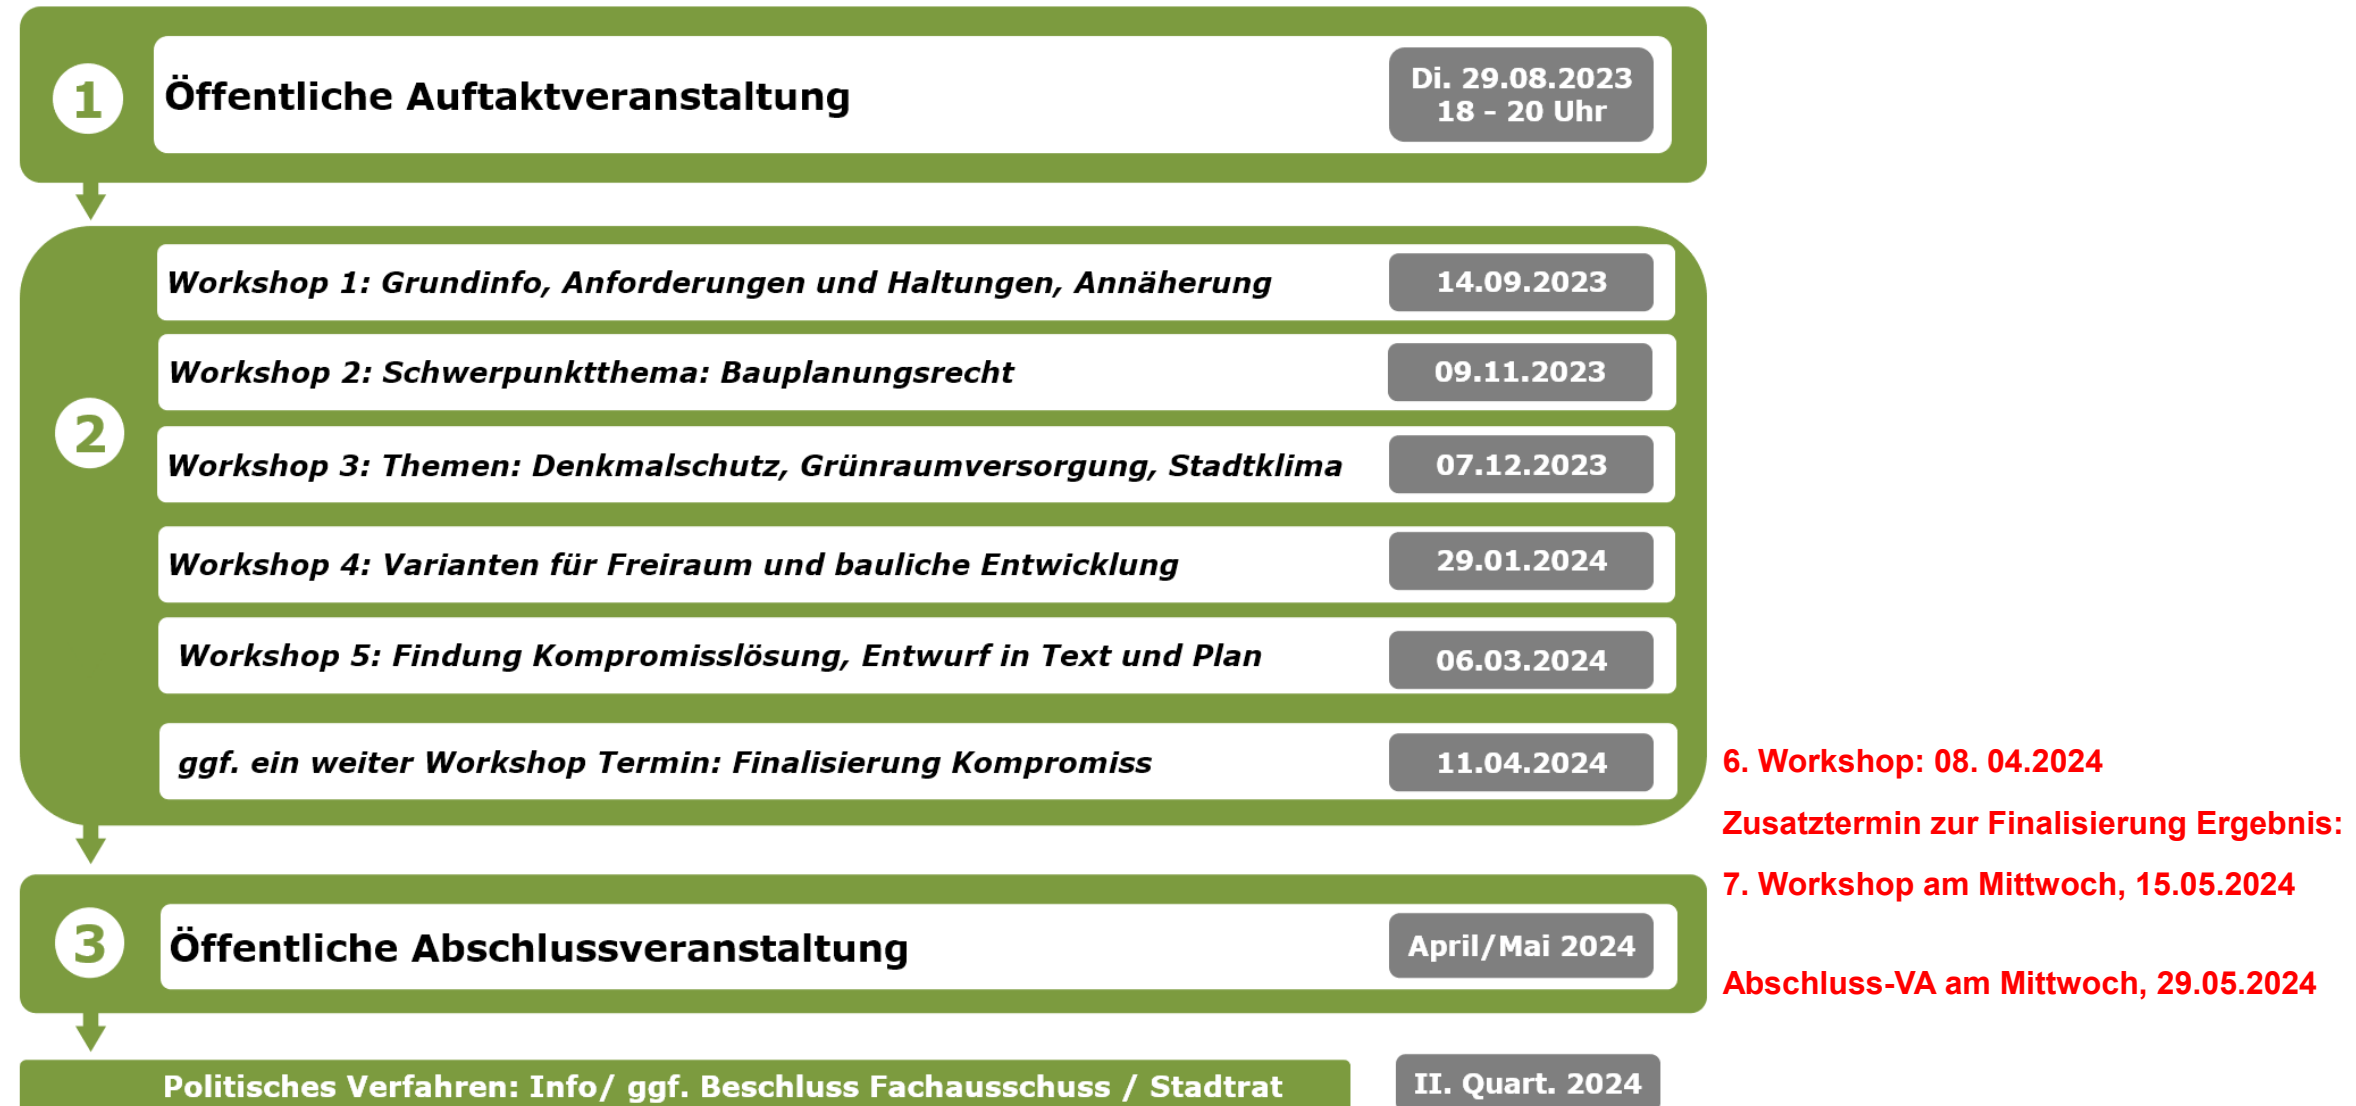 1
Öffentliche Auftaktveranstaltung
Di. 29.08.2023
18 - 20 Uhr
2
Workshop 1: Grundinfo, Anforderungen und Haltungen, Annäherung
14.09.2023
Workshop 2: Schwerpunktthema: Bauplanungsrecht
09.11.2023
Workshop 3: Themen: Denkmalschutz, Grünraumversorgung, Stadtklima
07.12.2023
Workshop 4: Varianten für Freiraum und bauliche Entwicklung
29.01.2024
Workshop 5: Findung Kompromisslösung, Entwurf in Text und Plan
06.03.2024
ggf. ein weiter Workshop Termin: Finalisierung Kompromiss
11.04.2024
6. Workshop: 08. 04.2024
Zusatztermin zur Finalisierung Ergebnis:
7. Workshop am Mittwoch, 15.05.2024
3
Öffentliche Abschlussveranstaltung
April/Mai 2024
Abschluss-VA am Mittwoch, 29.05.2024
Politisches Verfahren: Info/ ggf. Beschluss Fachausschuss / Stadtrat
II. Quart. 2024